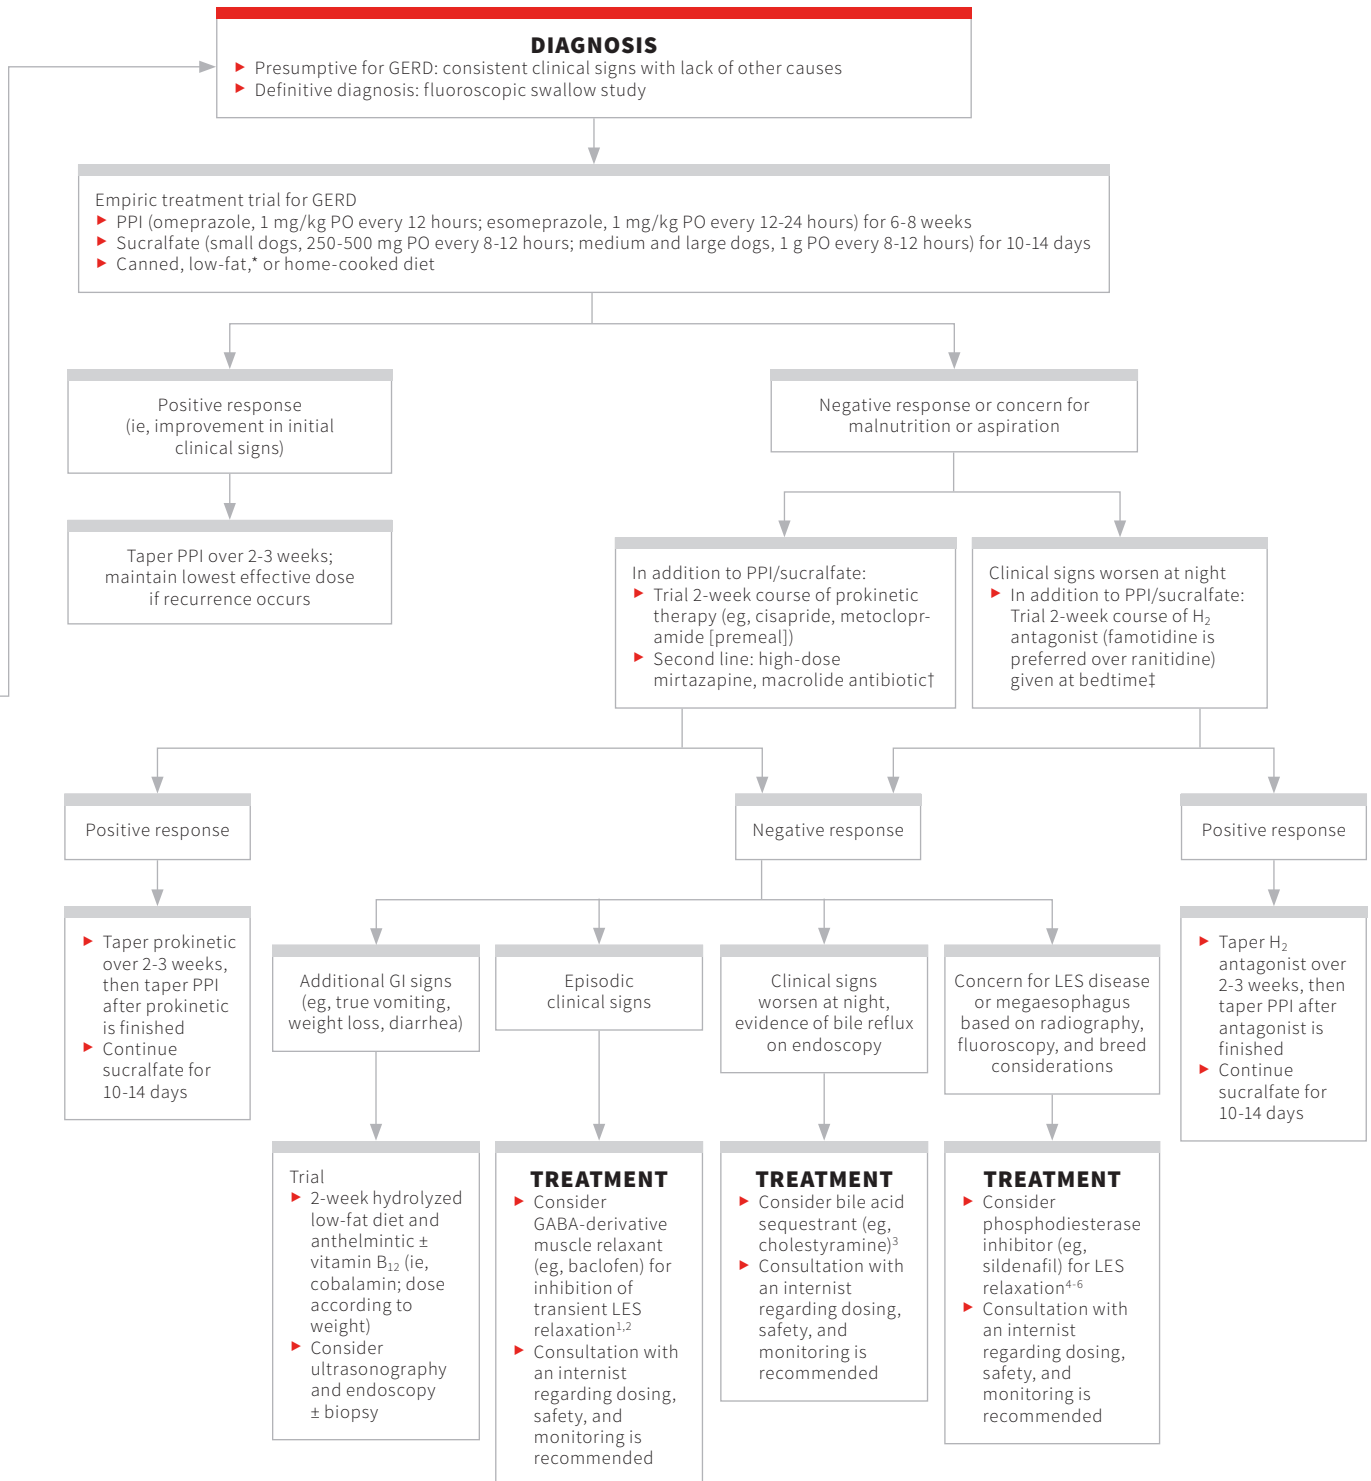 DIAGNOSIS
► Presumptive for GERD: consistent clinical signs with lack of other causes
► Definitive diagnosis: fluoroscopic swallow study
Empiric treatment trial for GERD
► PPI (omeprazole, 1 mg/kg PO every 12 hours; esomeprazole, 1 mg/kg PO every 12-24 hours) for 6-8 weeks
► Sucralfate (small dogs, 250-500 mg PO every 8-12 hours; medium and large dogs, 1 g PO every 8-12 hours) for 10-14 days
► Canned, low-fat,* or home-cooked diet
Positive response
(ie, improvement in initial
clinical signs)
Negative response or concern for
malnutrition or aspiration
Taper PPI over 2-3 weeks;
maintain lowest effective dose
if recurrence occurs
In addition to PPI/sucralfate:
► Trial 2-week course of prokinetic
therapy (eg, cisapride, metoclopr-
amide [premeal])
► Second line: high-dose
mirtazapine, macrolide antibiotic†
Clinical signs worsen at night
► In addition to PPI/sucralfate:
Trial 2-week course of H₂
antagonist (famotidine is
preferred over ranitidine)
given at bedtime‡
Positive response
Negative response
Positive response
► Taper prokinetic
over 2-3 weeks,
then taper PPI
after prokinetic
is finished
► Continue
sucralfate for
10-14 days
Additional GI signs
(eg, true vomiting,
weight loss, diarrhea)
Episodic
clinical signs
Clinical signs
worsen at night,
evidence of bile reflux
on endoscopy
Concern for LES disease
or megaesophagus
based on radiography,
fluoroscopy, and breed
considerations
► Taper H₂
antagonist over
2-3 weeks, then
taper PPI after
antagonist is
finished
► Continue
sucralfate for
10-14 days
Trial
► 2-week hydrolyzed
low-fat diet and
anthelmintic ±
vitamin B₁₂ (ie,
cobalamin; dose
according to
weight)
► Consider
ultrasonography
and endoscopy
± biopsy
TREATMENT
► Consider
GABA-derivative
muscle relaxant
(eg, baclofen) for
inhibition of
transient LES
relaxation¹,²
► Consultation with
an internist
regarding dosing,
safety, and
monitoring is
recommended
TREATMENT
► Consider bile acid
sequestrant (eg,
cholestyramine)³
► Consultation with
an internist
regarding dosing,
safety, and
monitoring is
recommended
TREATMENT
► Consider
phosphodiesterase
inhibitor (eg,
sildenafil) for LES
relaxation⁴⁻⁶
► Consultation with
an internist
regarding dosing,
safety, and
monitoring is
recommended